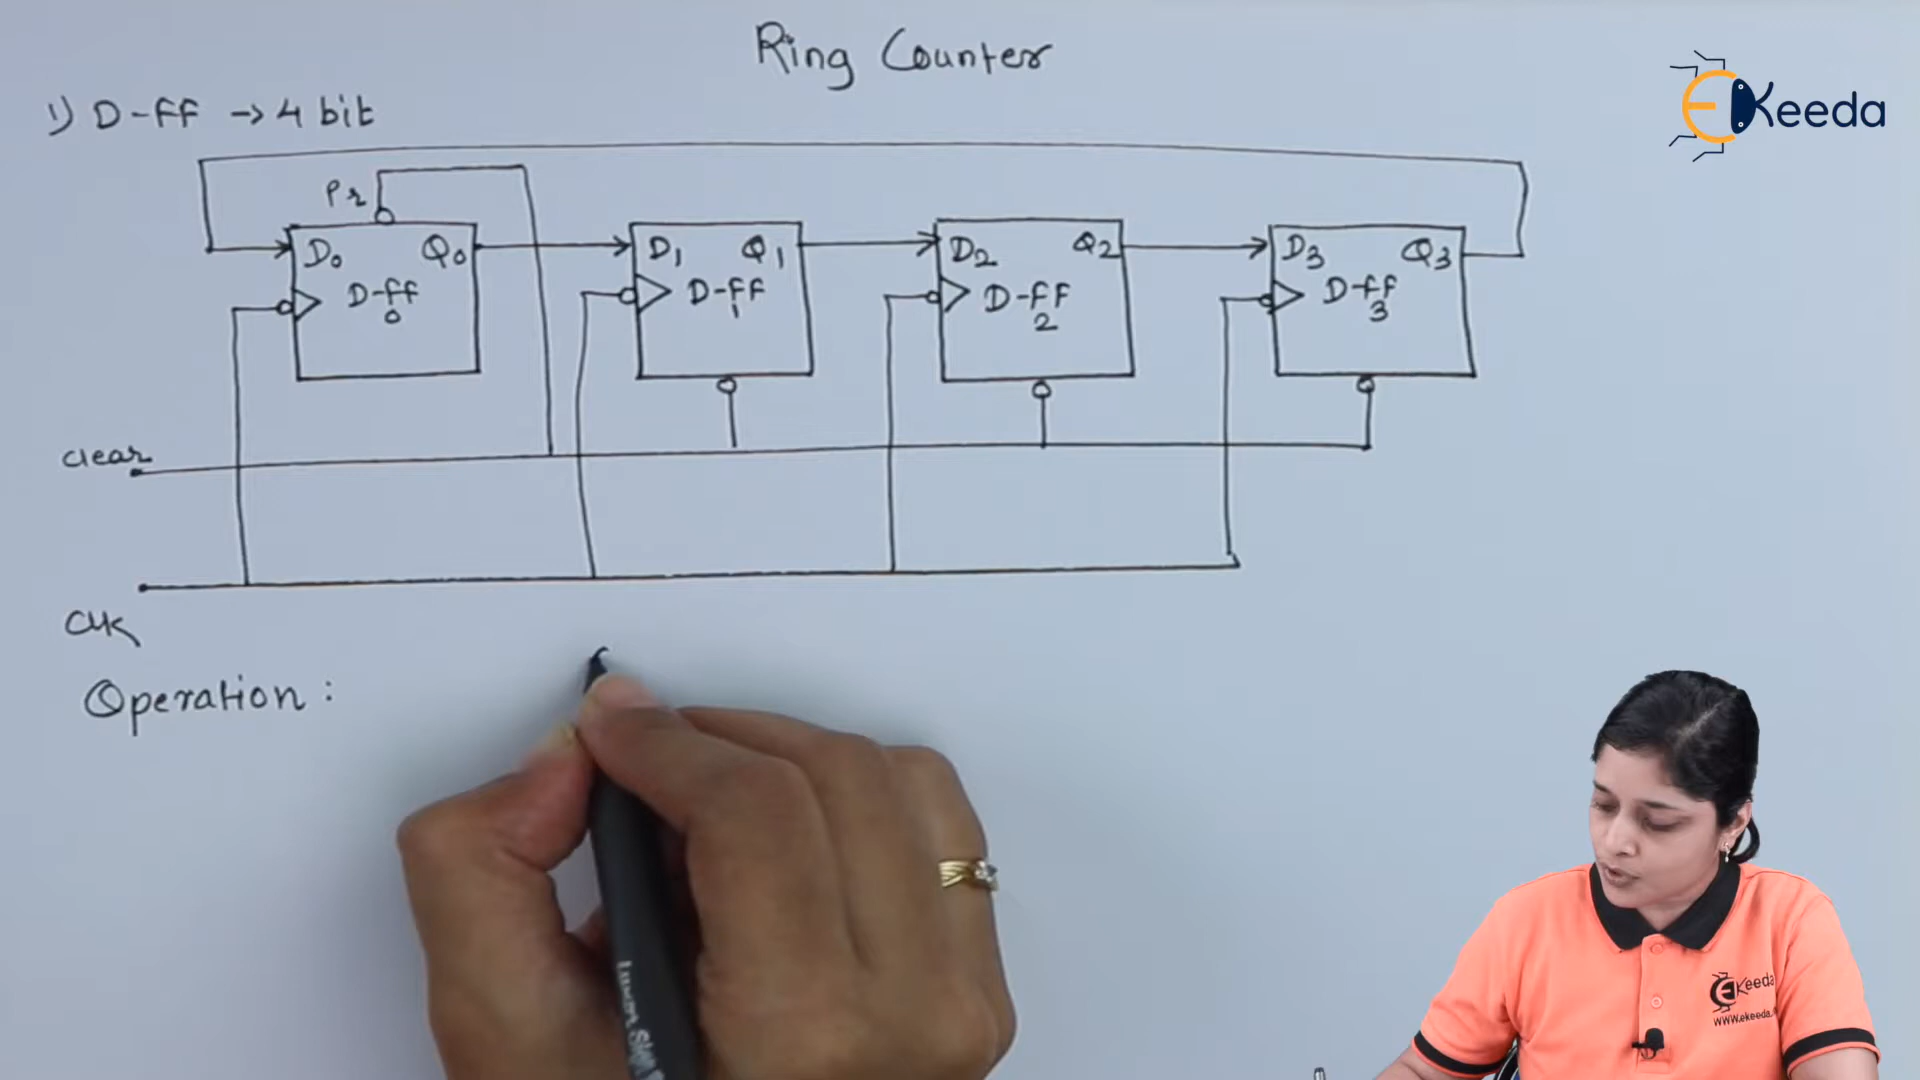 Ring Counter
EKeeda
1) D-FF → 4 bit
Pr
D0 Q0 D1 Q1 D2 Q2 D3 Q3
D-FF D-FF D-FF D-FF
0 1 2 3
Clear
Clk
Operation :
EKeeda